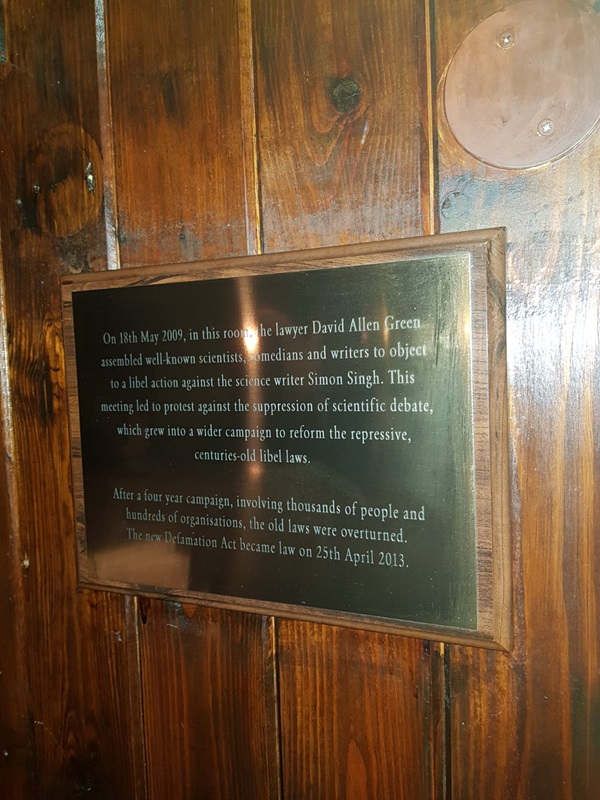 On 18th May 2009, in this room, the lawyer David Allen Green
assembled well-known scientists, comedians and writers to object
to a libel action against the science writer Simon Singh. This
meeting led to protest against the suppression of scientific debate,
which grew into a wider campaign to reform the repressive,
centuries-old libel laws.
After a four year campaign, involving thousands of people and
hundreds of organisations, the old laws were overturned.
The new Defamation Act became law on 25th April 2013.